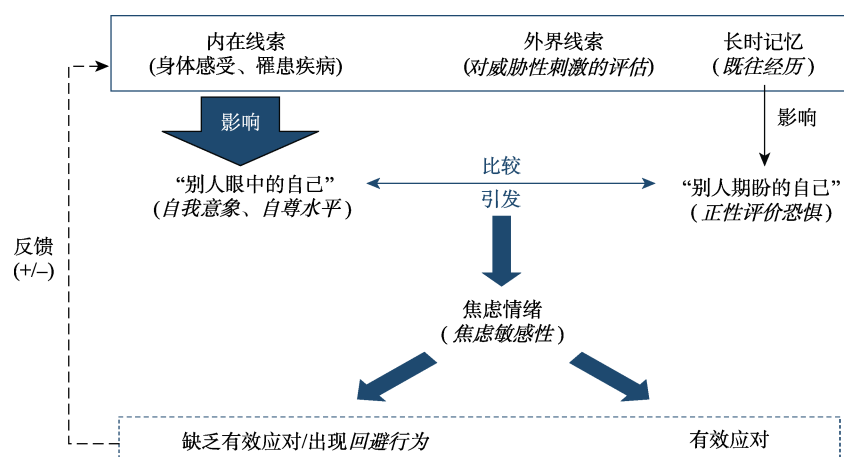 内在线索
(身体感受、罹患疾病)
外界线索
(对威胁性刺激的评估)
长时记忆
(既往经历)
影响
影响
“别人眼中的自己”
(自我意象、自尊水平)
比较
引发
“别人期盼的自己”
(正性评价恐惧)
反馈
(+/–)
焦虑情绪
(焦虑敏感性)
缺乏有效应对/出现回避行为
有效应对